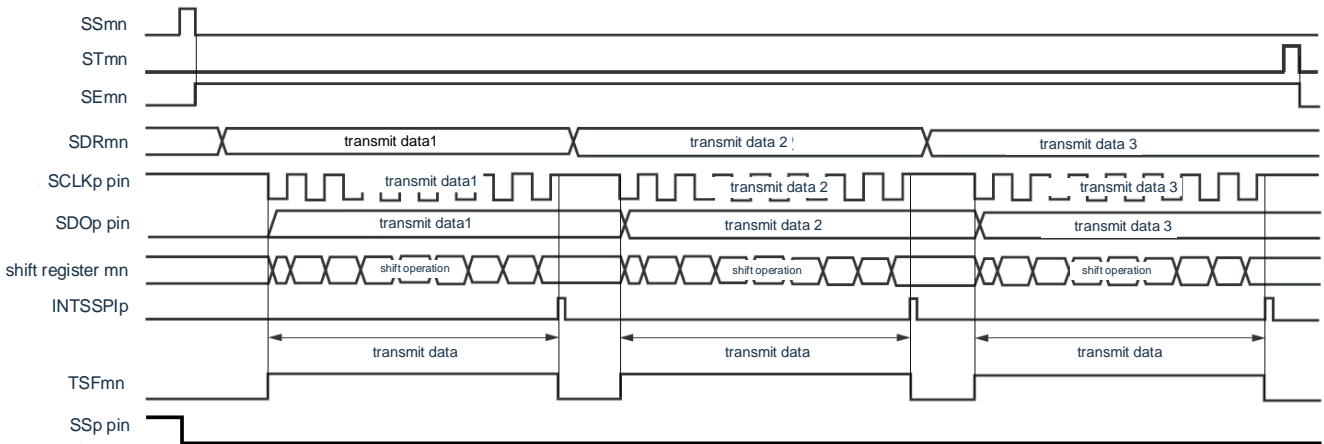 SSmn
STmn
SEmn
SDRmn
transmit data1
transmit data 2
transmit data 3
SCLKp pin
transmit data1
transmit data 2
transmit data 3
SDOp pin
transmit data1
transmit data 2
transmit data 3
shift register mn
shift operation
shift operation
shift operation
INTSSPIp
transmit data
transmit data
transmit data
TSFmn
SSp pin